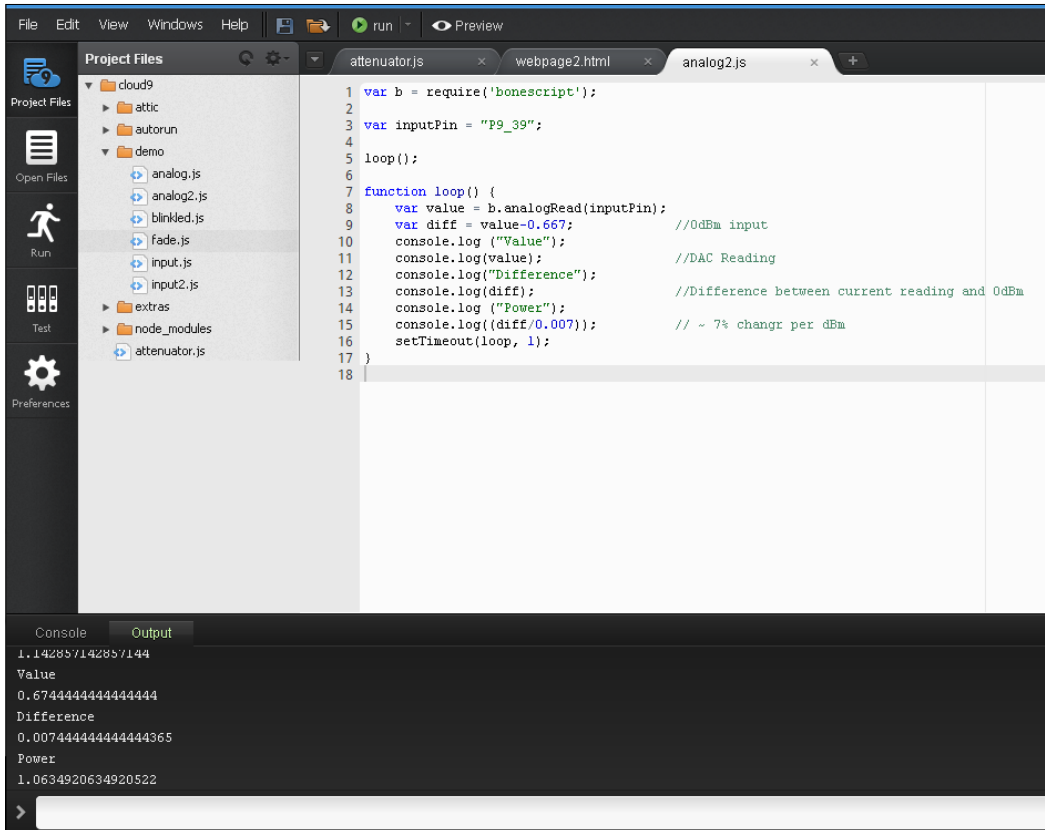 File Edit View Windows Help run Preview
Project Files
attenuator.js × webpage2.html × analog2.js × +
Project Files
Open Files
Run
Test
Preferences
cloud9
attic
autorun
demo
analog.js
analog2.js
blinkled.js
fade.js
input.js
input2.js
extras
node_modules
attenuator.js
1 var b = require('bonescript');
2
3 var inputPin = "P9_39";
4
5 loop();
6
7 function loop() {
8 var value = b.analogRead(inputPin);
9 var diff = value-0.667; //0dBm input
10 console.log ("Value");
11 console.log(value); //DAC Reading
12 console.log("Difference");
13 console.log(diff); //Difference between current reading and 0dBm
14 console.log ("Power");
15 console.log((diff/0.007)); // ~ 7% changr per dBm
16 setTimeout(loop, 1);
17 }
18
Console Output
1.142857142857144
Value
0.6744444444444444
Difference
0.007444444444444365
Power
1.0634920634920522
>